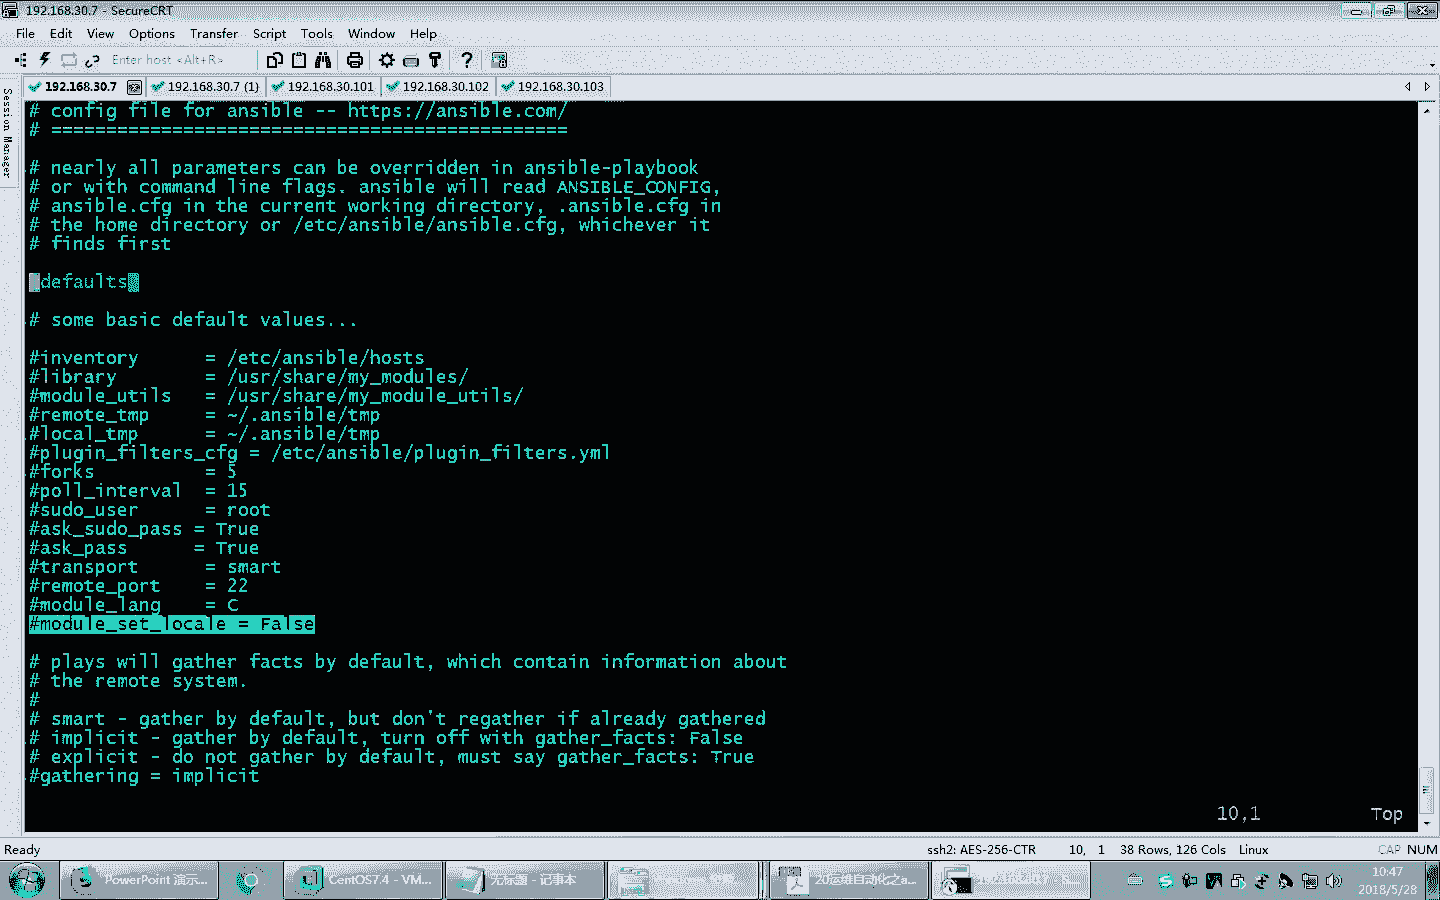 192.168.30.7 - SecureCRT
File Edit View Options Transfer Script Tools Window Help
Enter host <Alt+R>
192.168.30.7 192.168.30.7 (1) 192.168.30.101 192.168.30.102 192.168.30.103
Session Manager
# config file for ansible -- https://ansible.com/
# ===============================================
# nearly all parameters can be overridden in ansible-playbook
# or with command line flags. ansible will read ANSIBLE_CONFIG,
# ansible.cfg in the current working directory, .ansible.cfg in
# the home directory or /etc/ansible/ansible.cfg, whichever it
# finds first
[defaults]
# some basic default values...
#inventory      = /etc/ansible/hosts
#library        = /usr/share/my_modules/
#module_utils   = /usr/share/my_module_utils/
#remote_tmp     = ~/.ansible/tmp
#local_tmp      = ~/.ansible/tmp
#plugin_filters_cfg = /etc/ansible/plugin_filters.yml
#forks          = 5
#poll_interval  = 15
#sudo_user      = root
#ask_sudo_pass = True
#ask_pass      = True
#transport      = smart
#remote_port    = 22
#module_lang    = C
#module_set_locale = False
# plays will gather facts by default, which contain information about
# the remote system.
#
# smart - gather by default, but don't regather if already gathered
# implicit - gather by default, turn off with gather_facts: False
# explicit - do not gather by default, must say gather_facts: True
#gathering = implicit
10,1 Top
Ready ssh2: AES-256-CTR 10, 1 38 Rows, 126 Cols Linux CAP NUM
PowerPoint 演示... CentOS7.4 - VM... 无标题 - 记事本 20运维自动化之a...
10:47
2018/5/28